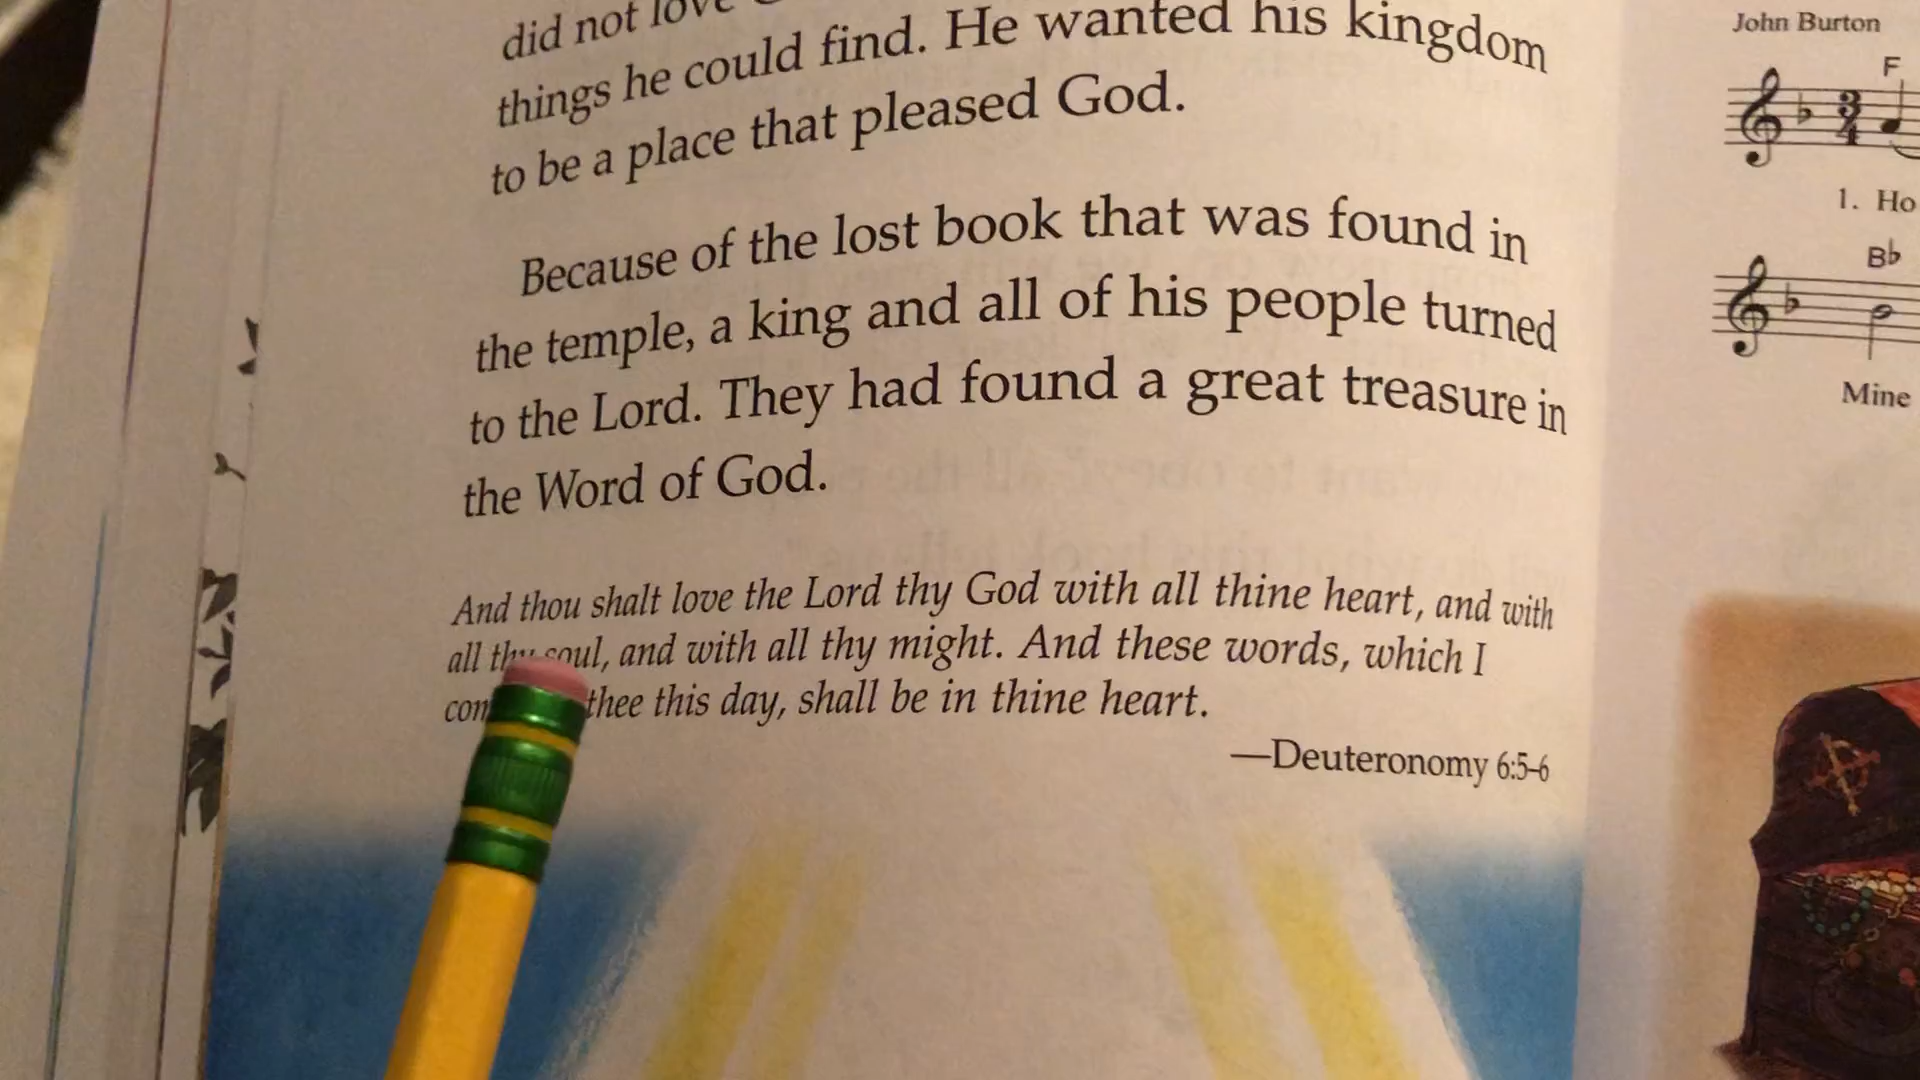 did not love
things he could find. He wanted his kingdom
to be a place that pleased God.
Because of the lost book that was found in
the temple, a king and all of his people turned
to the Lord. They had found a great treasure in
the Word of God.
And thou shalt love the Lord thy God with all thine heart, and with
all thy soul, and with all thy might. And these words, which I
thee this day, shall be in thine heart.
—Deuteronomy 6:5-6
John Burton
F
3
4
1. Ho
B♭
Mine